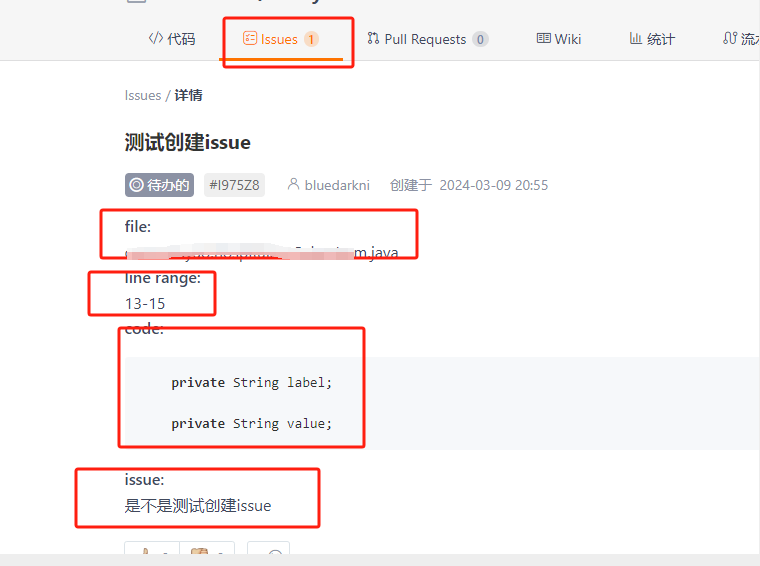 代码
Issues 1
Pull Requests 0
Wiki
统计
Issues / 详情
测试创建issue
待办的 #I975Z8 bluedarkni 创建于 2024-03-09 20:55
file:
m.java
line range:
13-15
code:
private String label;
private String value;
issue:
是不是测试创建issue